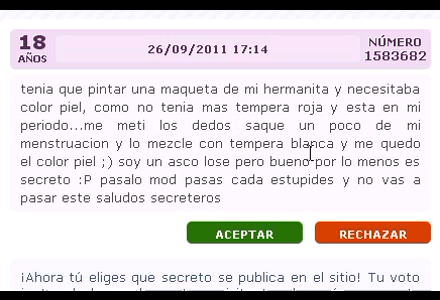 18
AÑOS
26/09/2011 17:14
NÚMERO
1583682
tenia que pintar una maqueta de mi hermanita y necesitaba
color piel, como no tenia mas tempera roja y esta en mi
periodo...me meti los dedos saque un poco de mi
menstruacion y lo mezcle con tempera blanca y me quedo
el color piel ;) soy un asco lose pero bueno por lo menos es
secreto :P pasalo mod pasas cada estupides y no vas a
pasar este saludos secreteros
ACEPTAR
RECHAZAR
¡Ahora tú eliges que secreto se publica en el sitio! Tu voto